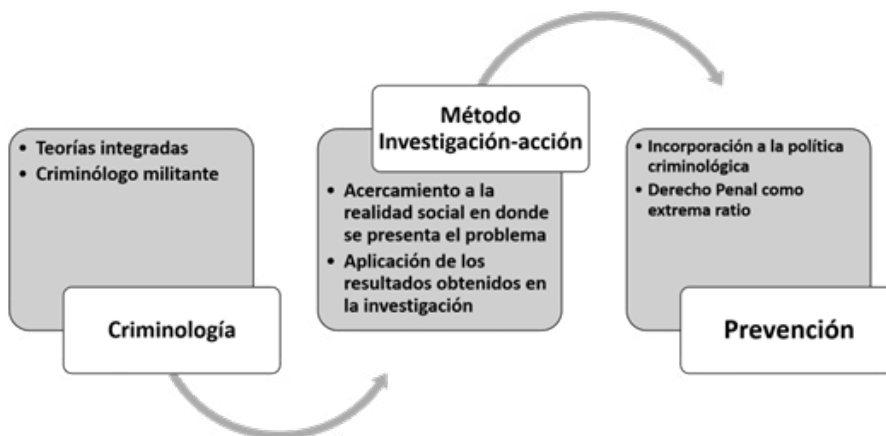 • Teorías integradas
• Criminólogo militante
Criminología
Método
Investigación-acción
• Acercamiento a la
realidad social en donde
se presenta el problema
• Aplicación de los
resultados obtenidos en
la investigación
• Incorporación a la política
criminológica
• Derecho Penal como
extrema ratio
Prevención